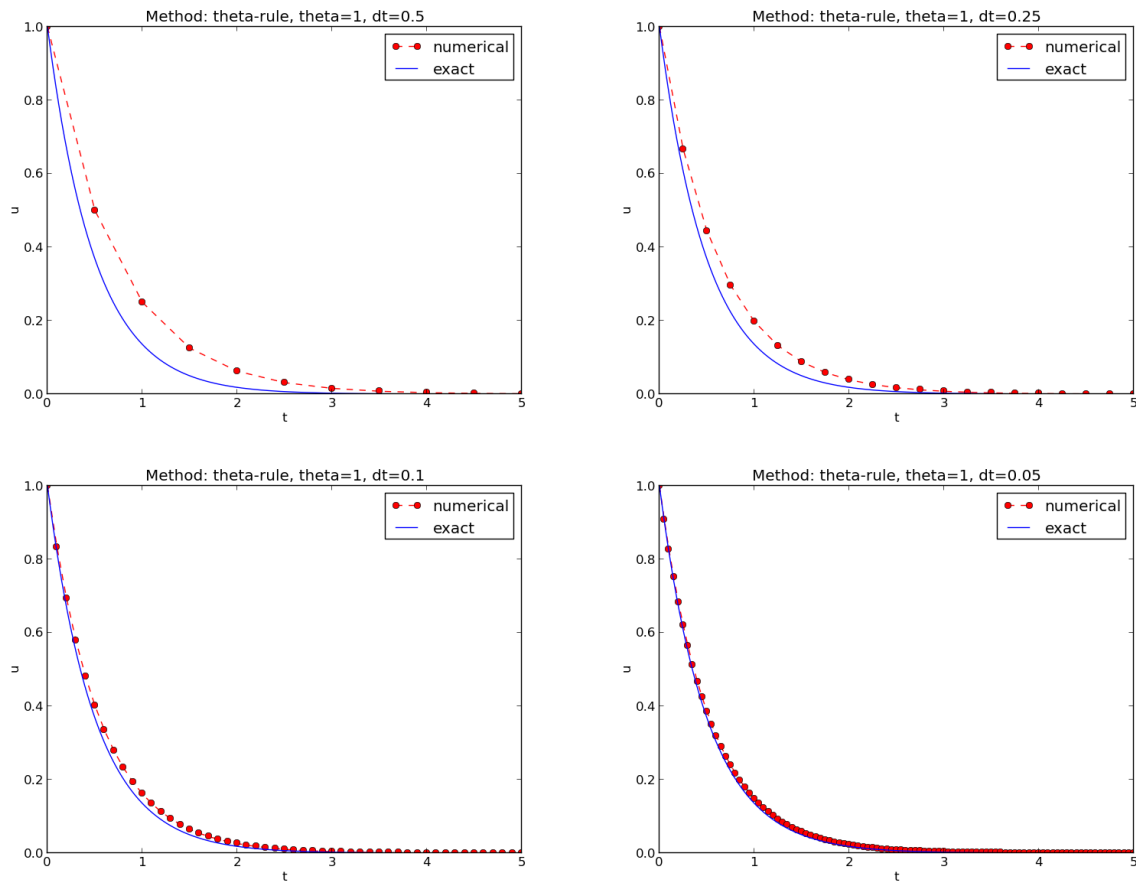 Method: theta-rule, theta=1, dt=0.5
1.0
0.8
0.6
0.4
0.2
0.0
u
numerical
exact
0 1 2 3 4 5
t
Method: theta-rule, theta=1, dt=0.25
1.0
0.8
0.6
0.4
0.2
0.0
u
numerical
exact
0 1 2 3 4 5
t
Method: theta-rule, theta=1, dt=0.1
1.0
0.8
0.6
0.4
0.2
0.0
u
numerical
exact
0 1 2 3 4 5
t
Method: theta-rule, theta=1, dt=0.05
1.0
0.8
0.6
0.4
0.2
0.0
u
numerical
exact
0 1 2 3 4 5
t